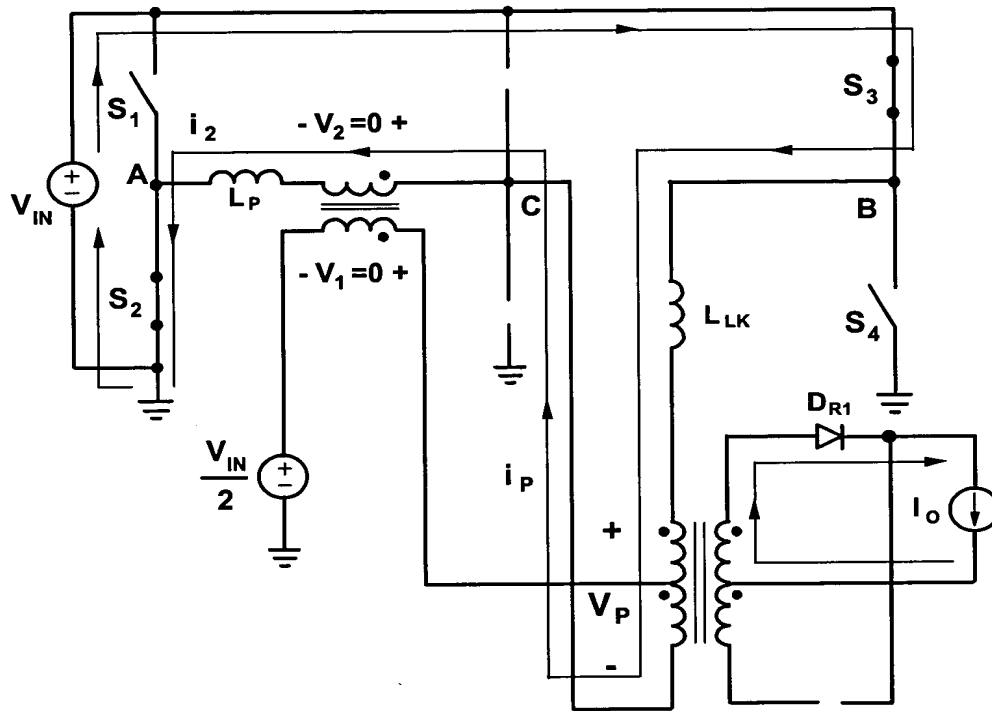 S3
S1
i2
- V2 =0 +
A
LP
VIN
C
B
- V1 =0 +
S2
LLK
S4
DR1
VIN
2
iP
+
IO
VP
-